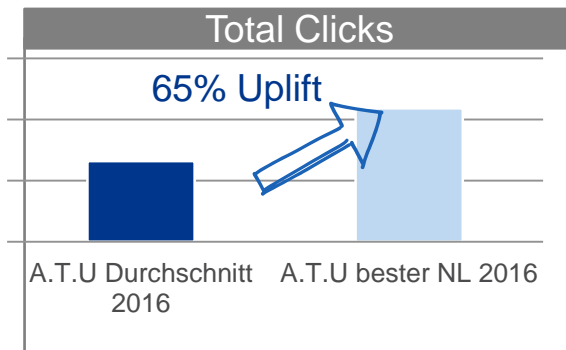 Total Clicks
65% Uplift
A.T.U Durchschnitt
2016
A.T.U bester NL 2016